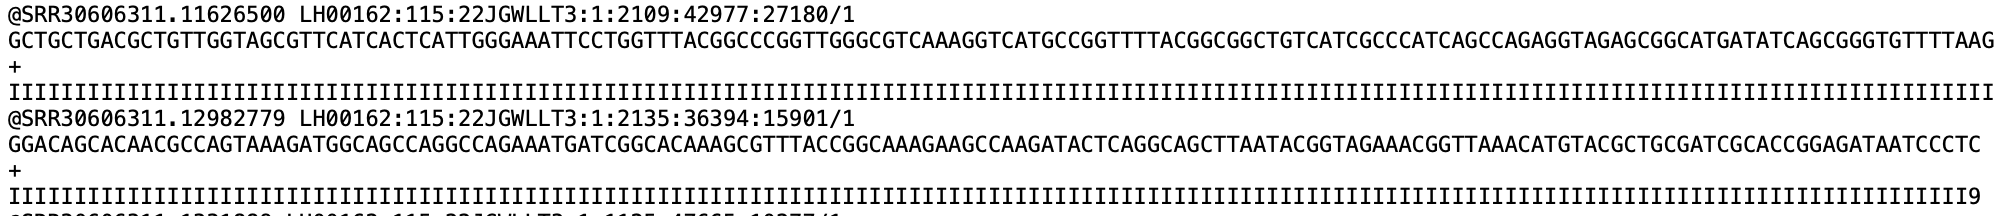 @SRR30606311.11626500 LH00162:115:22JGWLLT3:1:2109:42977:27180/1
GCTGCTGACGCTGTTGGTAGCGTTCATCACTCATTGGGAAATTCCTGGTTTACGGCCCGGTTGGGCGTCAAAGGTCATGCCGGTTTTACGGCGGCTGTCATCGCCCATCAGCCAGAGGTAGAGCGGCATGATATCAGCGGGTGTTTTAAG
+
IIIIIIIIIIIIIIIIIIIIIIIIIIIIIIIIIIIIIIIIIIIIIIIIIIIIIIIIIIIIIIIIIIIIIIIIIIIIIIIIIIIIIIIIIIIIIIIIIIIIIIIIIIIIIIIIIIIIIIIIIIIIIIIIIIIIIIIIIIIIIIIIIIIIIIIIII
@SRR30606311.12982779 LH00162:115:22JGWLLT3:1:2135:36394:15901/1
GGACAGCACAACGCCAGTAAAGATGGCAGCCAGGCCAGAAATGATCGGCACAAAGCGTTTACCGGCAAAGAAGCCAAGATACTCAGGCAGCTTAATACGGTAGAAACGGTTAAACATGTACGCTGCGATCGCACCGGAGATAATCCCTC
+
IIIIIIIIIIIIIIIIIIIIIIIIIIIIIIIIIIIIIIIIIIIIIIIIIIIIIIIIIIIIIIIIIIIIIIIIIIIIIIIIIIIIIIIIIIIIIIIIIIIIIIIIIIIIIIIIIIIIIIIIIIIIIIIIIIIIIIIIIIIIIIIIIIIIIIII9